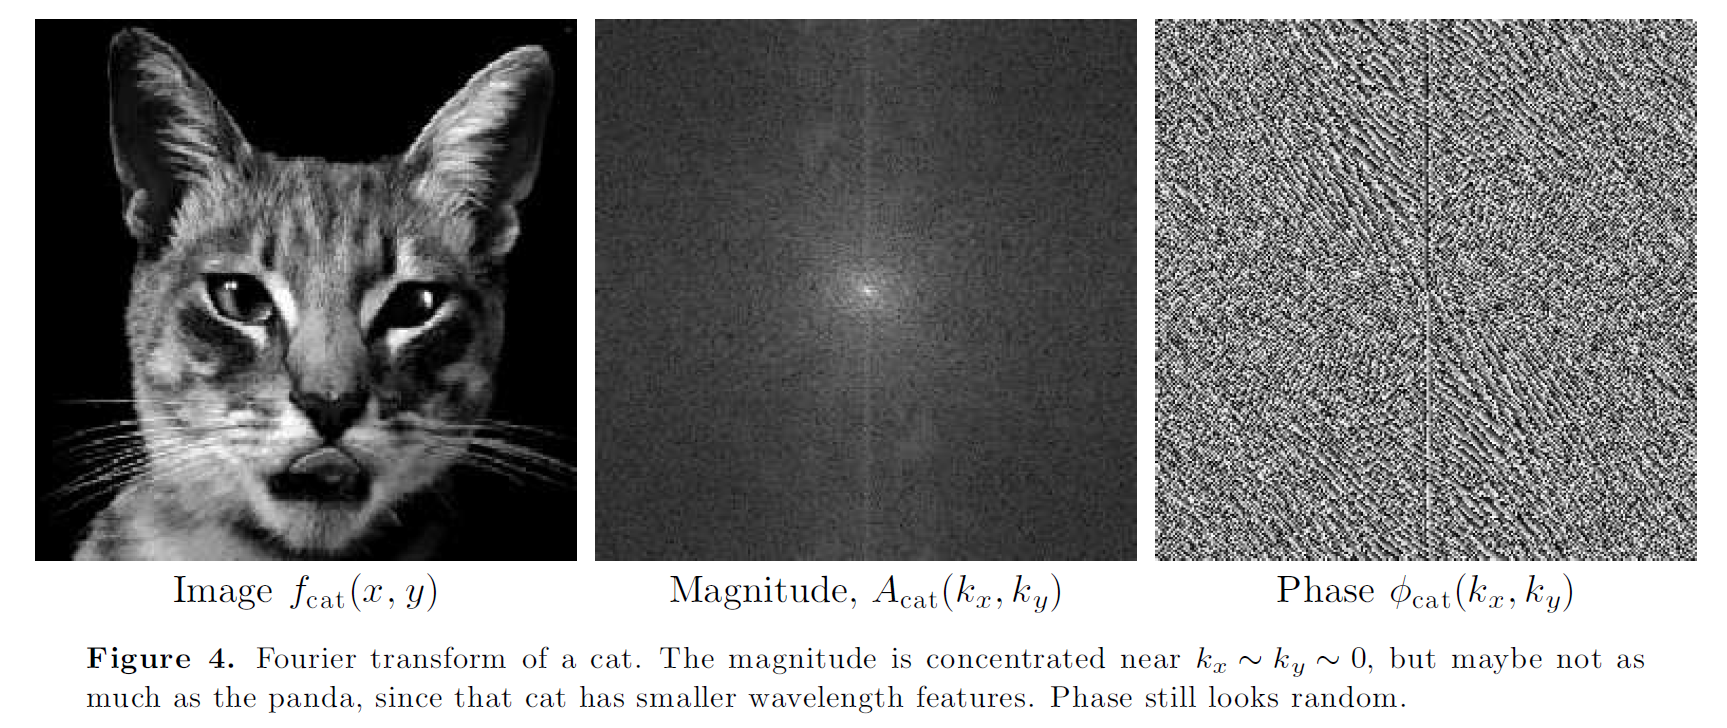 Image f_cat(x, y)
Magnitude, A_cat(k_x, k_y)
Phase ϕ_cat(k_x, k_y)
Figure 4. Fourier transform of a cat. The magnitude is concentrated near k_x ∼ k_y ∼ 0, but maybe not as
much as the panda, since that cat has smaller wavelength features. Phase still looks random.